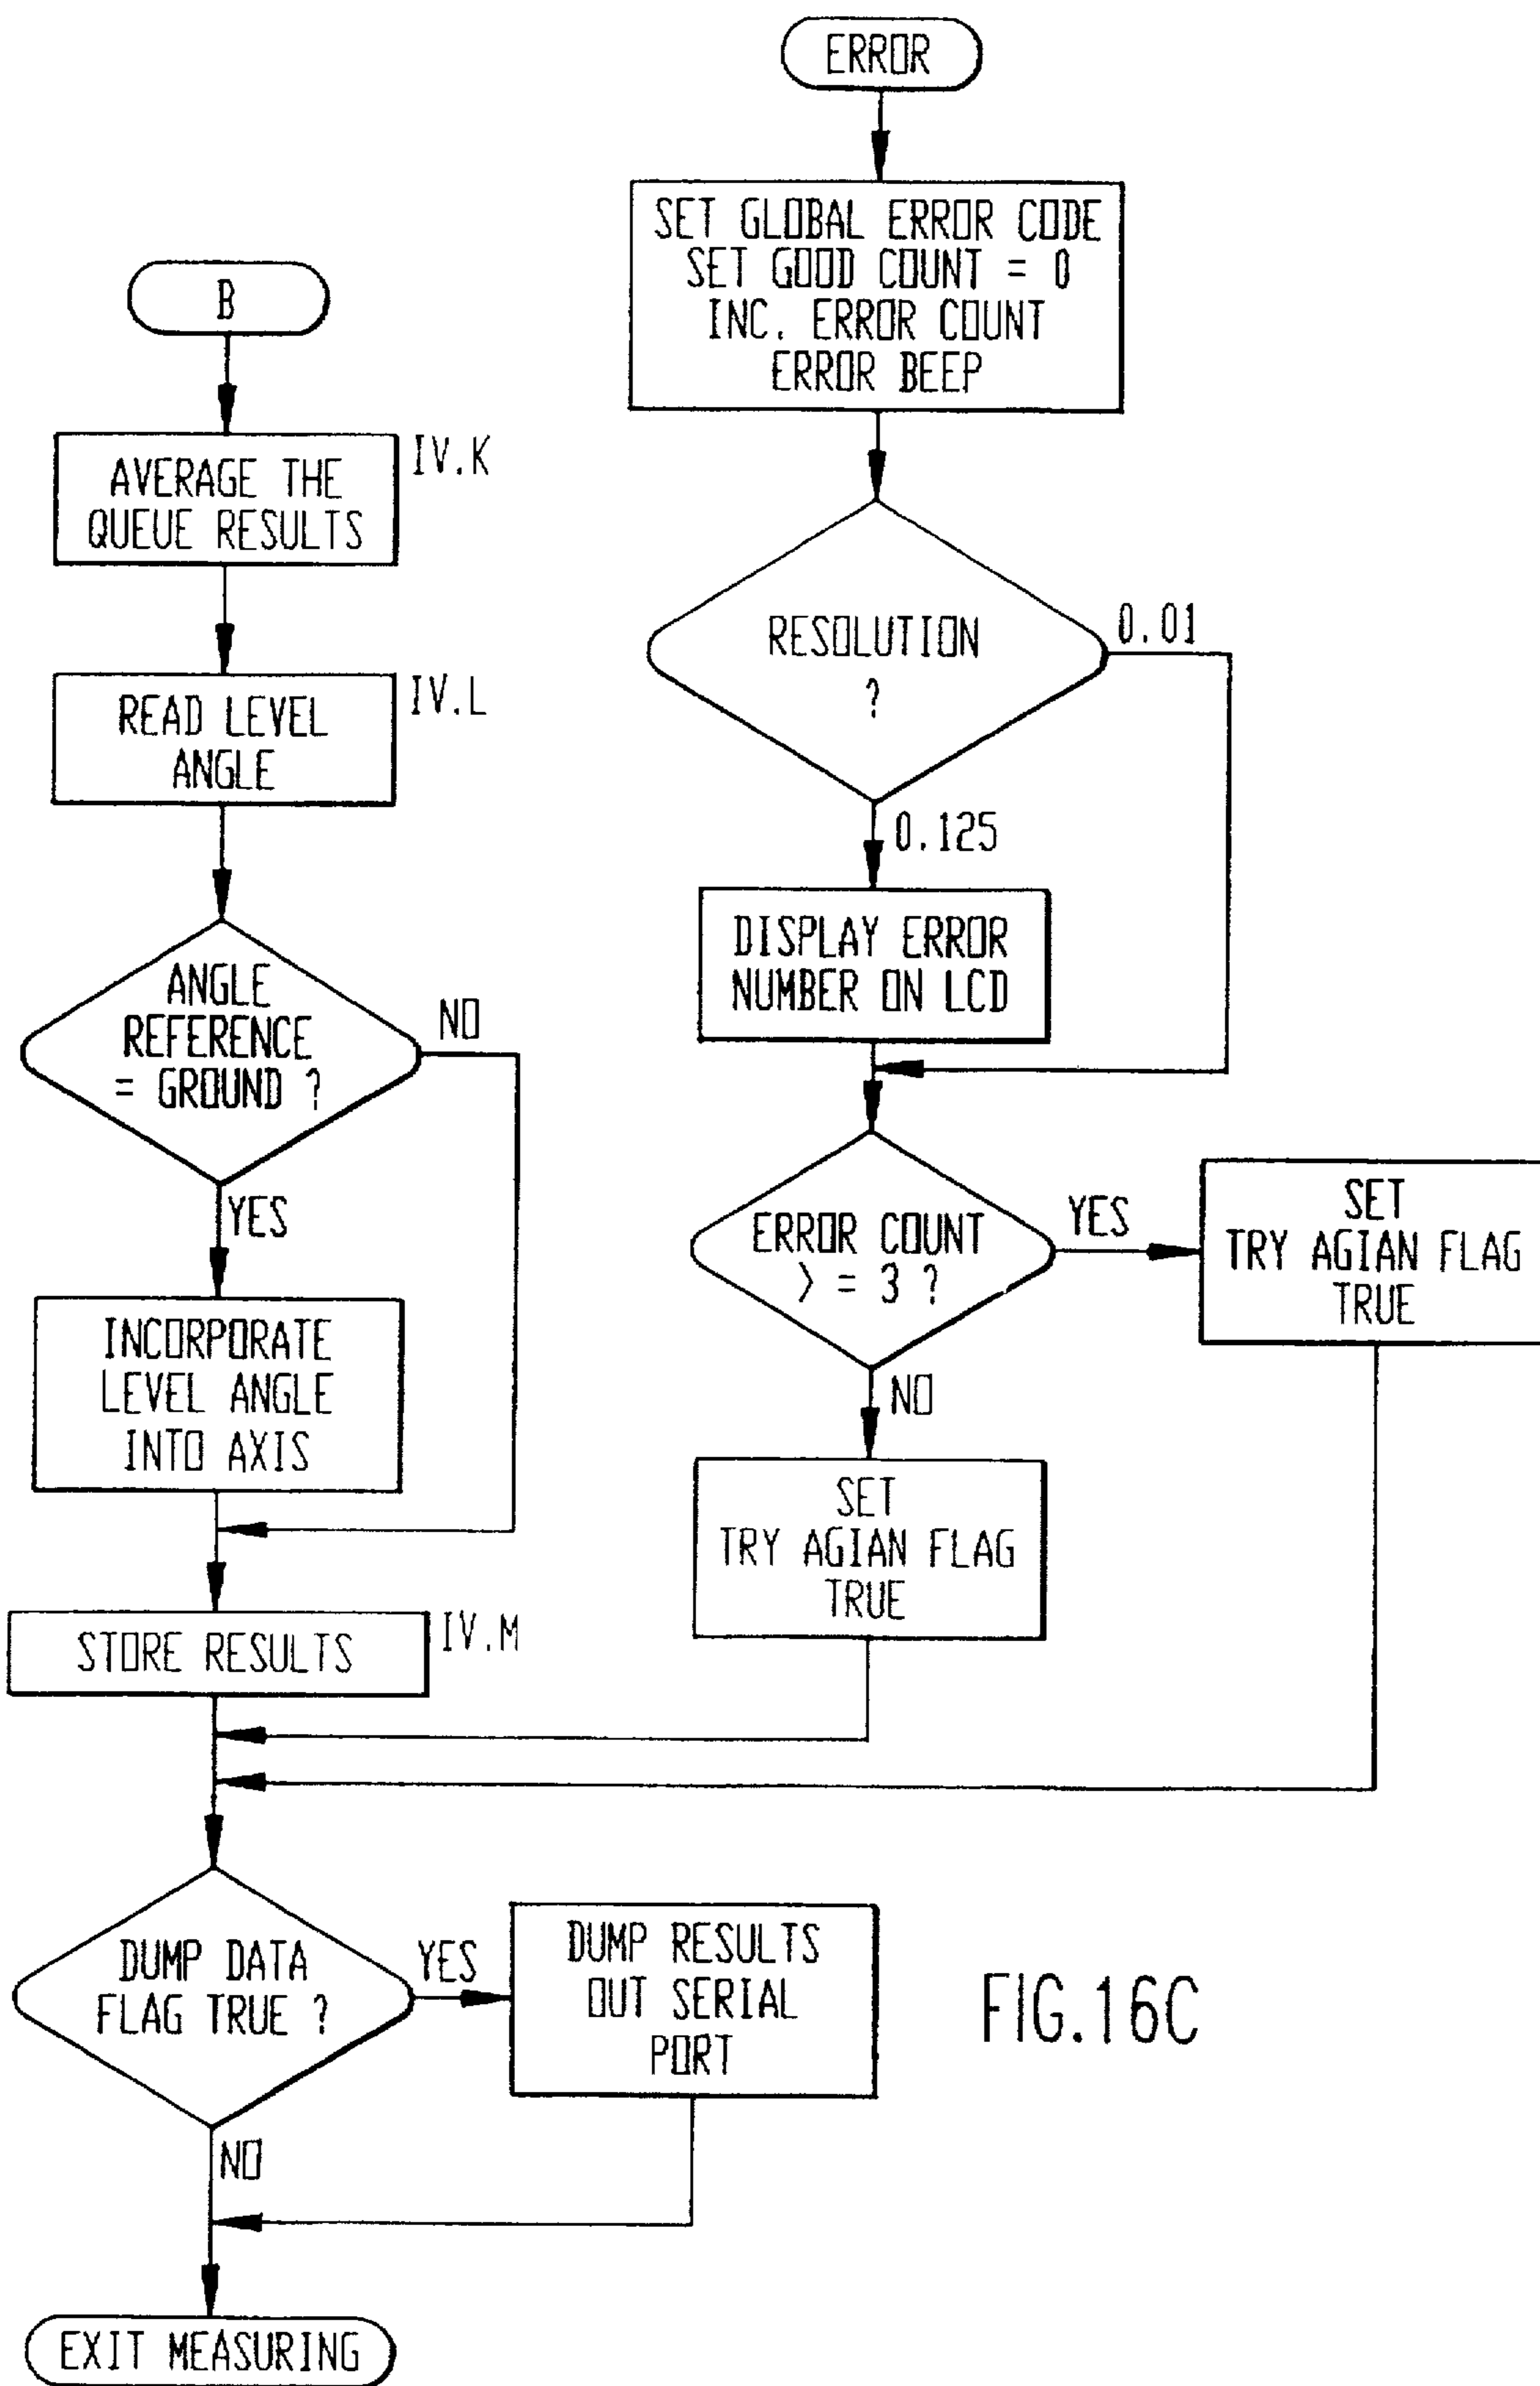 B
AVERAGE THE
QUEUE RESULTS
IV.K
READ LEVEL
ANGLE
IV.L
ANGLE
REFERENCE
= GROUND ?
NO
YES
INCORPORATE
LEVEL ANGLE
INTO AXIS
STORE RESULTS
IV.M
DUMP DATA
FLAG TRUE ?
YES
DUMP RESULTS
OUT SERIAL
PORT
NO
EXIT MEASURING
ERROR
SET GLOBAL ERROR CODE
SET GOOD COUNT = 0
INC. ERROR COUNT
ERROR BEEP
RESOLUTION
?
0.01
0.125
DISPLAY ERROR
NUMBER ON LCD
ERROR COUNT
> = 3 ?
YES
SET
TRY AGIAN FLAG
TRUE
NO
SET
TRY AGIAN FLAG
TRUE
FIG.16C